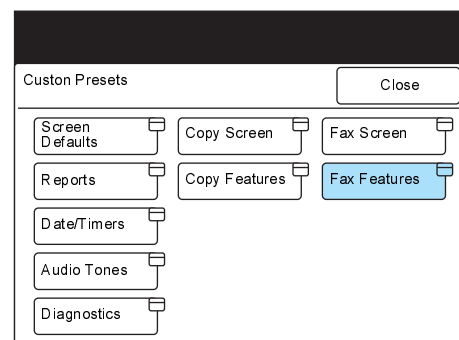 Custon Presets
Close
Screen
Defaults
Copy Screen
Fax Screen
Reports
Copy Features
Fax Features
Date/Timers
Audio Tones
Diagnostics